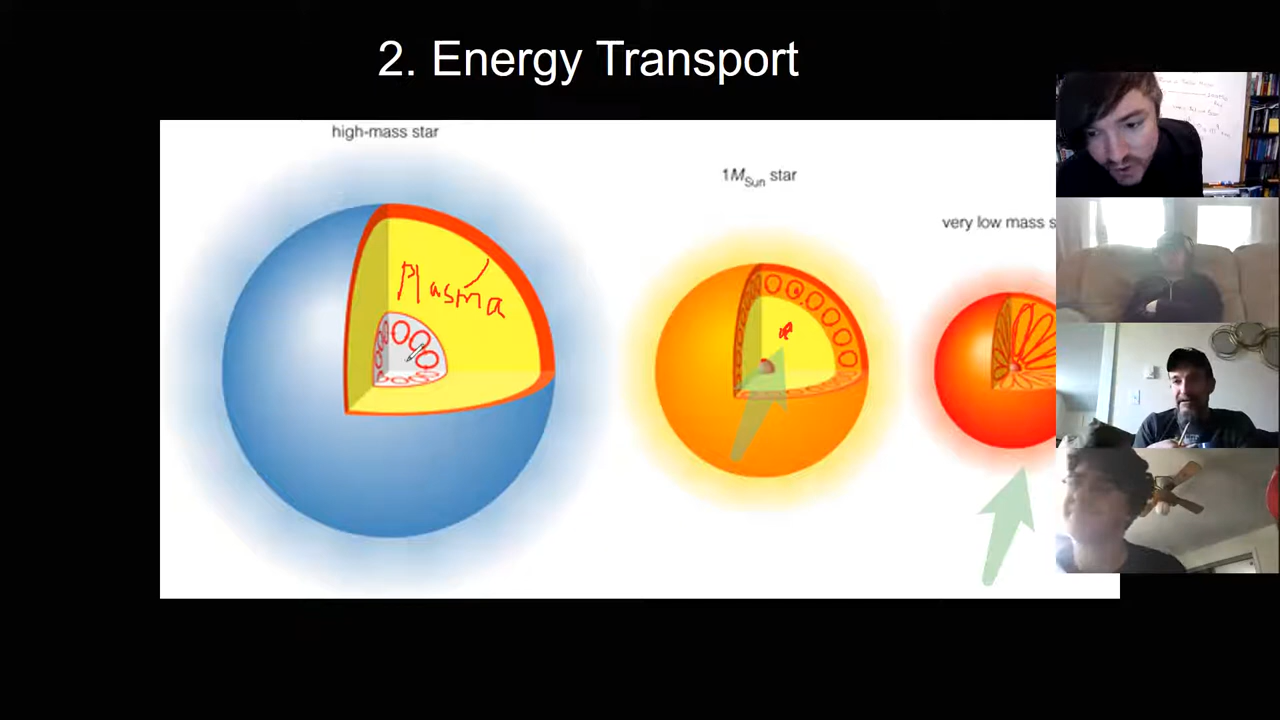 2. Energy Transport
high-mass star
1MSun star
very low mass s
Plasma